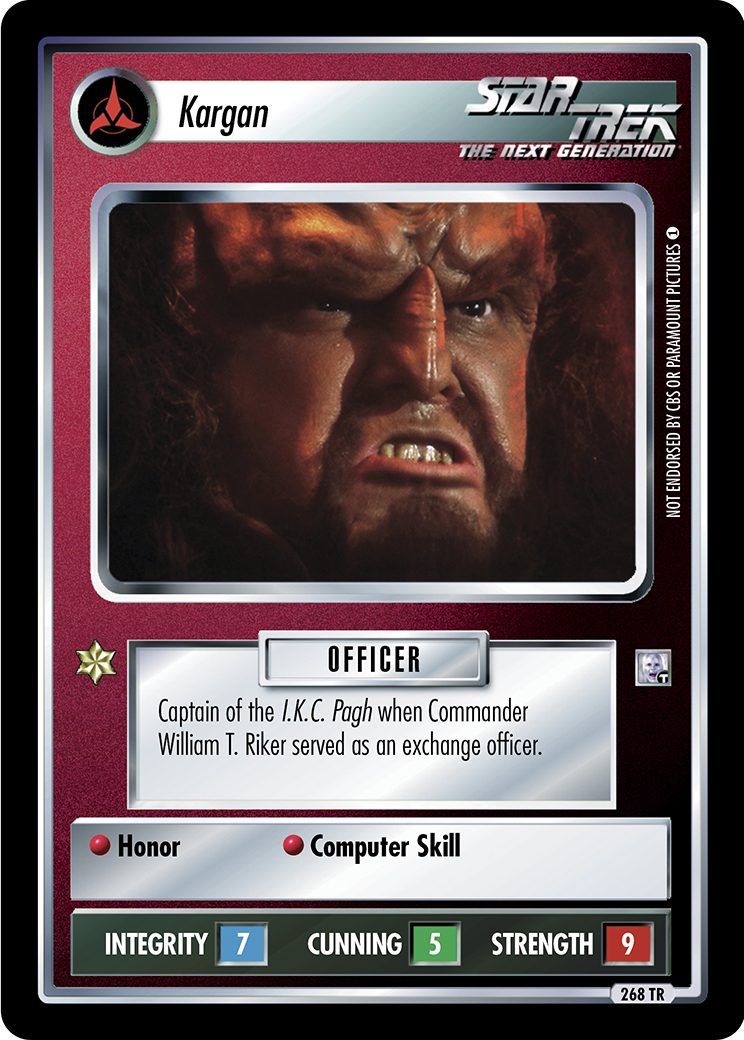 Kargan
STAR TREK
THE NEXT GENERATION
NOT ENDORSED BY CBS OR PARAMOUNT PICTURES 1
OFFICER
Captain of the I.K.C. Pagh when Commander
William T. Riker served as an exchange officer.
T
Honor Computer Skill
INTEGRITY 7 CUNNING 5 STRENGTH 9
268 TR